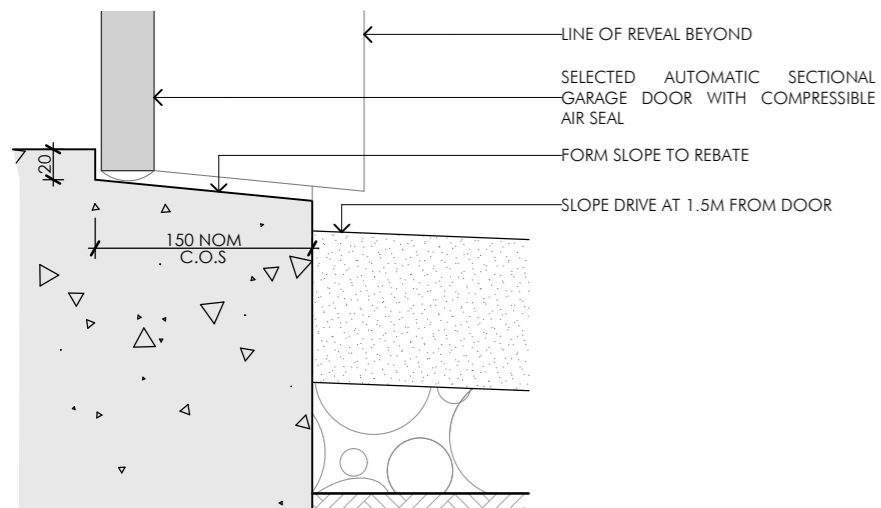 LINE OF REVEAL BEYOND
SELECTED AUTOMATIC SECTIONAL
GARAGE DOOR WITH COMPRESSIBLE
AIR SEAL
20
FORM SLOPE TO REBATE
SLOPE DRIVE AT 1.5M FROM DOOR
150 NOM
C.O.S